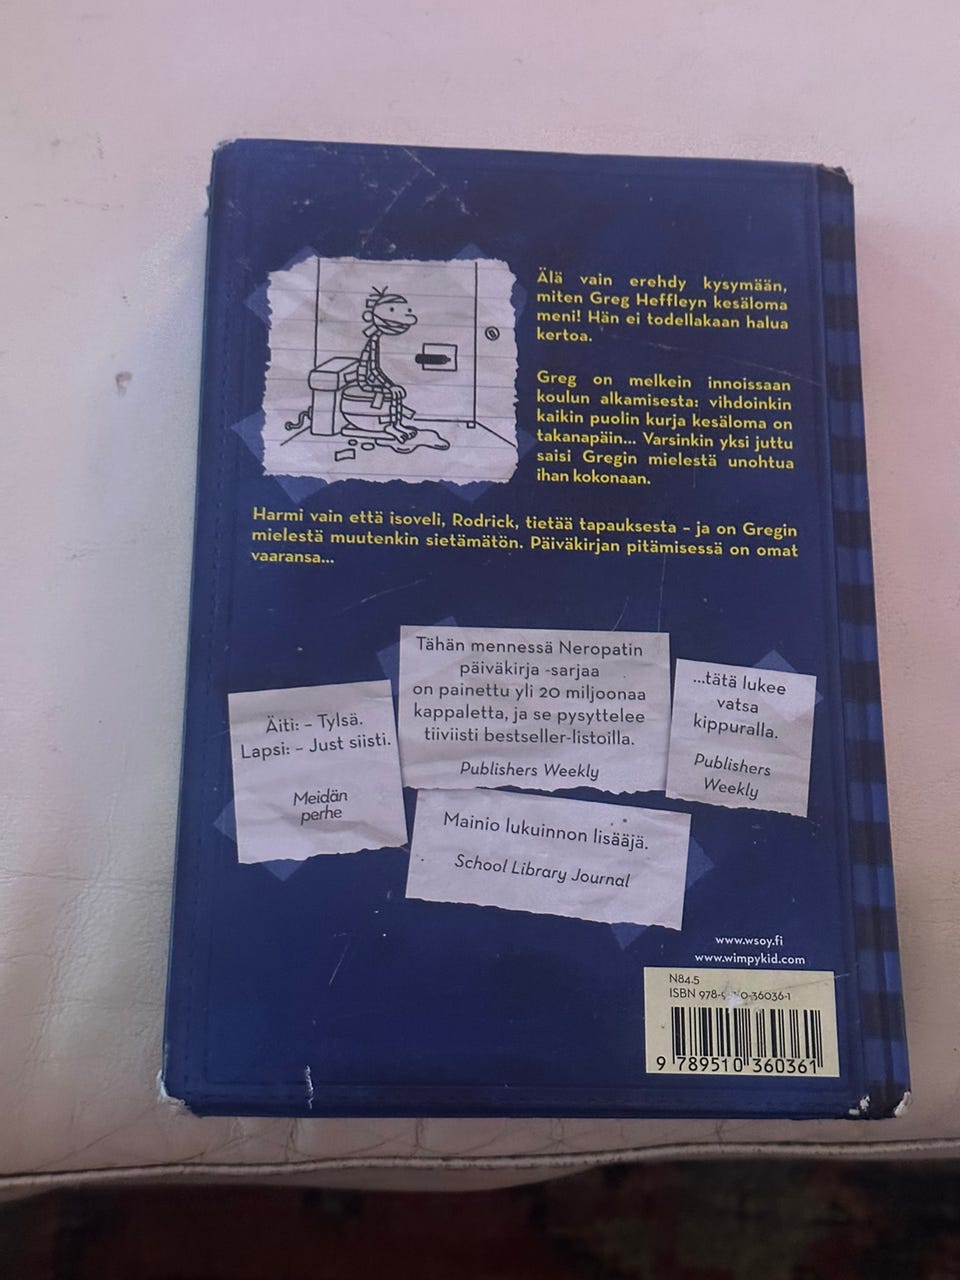 Älä vain erehdy kysymään,
miten Greg Heffleyn kesäloma
meni! Hän ei todellakaan halua
kertoa.
Greg on melkein innoissaan
koulun alkamisesta: vihdoinkin
kaikin puolin kurja kesäloma on
takanapäin... Varsinkin yksi juttu
saisi Gregin mielestä unohtua
ihan kokonaan.
Harmi vain että isoveli, Rodrick, tietää tapauksesta – ja on Gregin
mielestä muutenkin sietämätön. Päiväkirjan pitämisessä on omat
vaaransa...
Äiti: – Tylsä.
Lapsi: – Just siisti.
Meidän
perhe
Tähän mennessä Neropatin
päiväkirja -sarjaa
on painettu yli 20 miljoonaa
kappaletta, ja se pysyttelee
tiiviisti bestseller-listoilla.
Publishers Weekly
...tätä lukee
vatsa
kippuralla.
Publishers
Weekly
Mainio lukuinnon lisääjä.
School Library Journal
www.wsoy.fi
www.wimpykid.com
N84.5
ISBN 36036-1
9 789510 360361